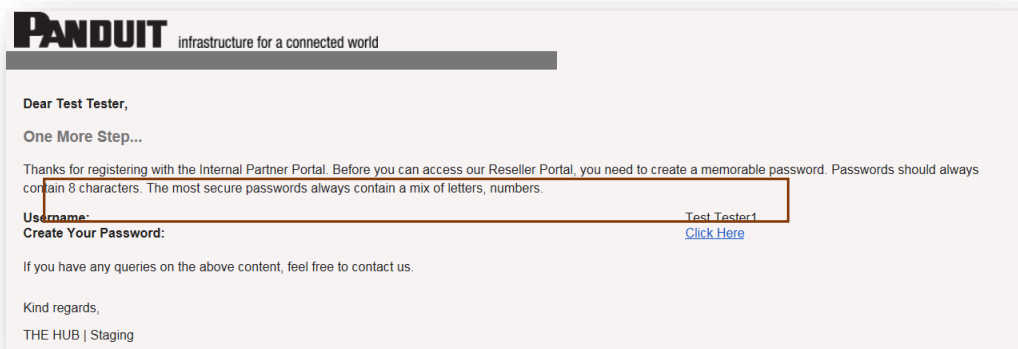 PANDUIT infrastructure for a connected world
Dear Test Tester,
One More Step...
Thanks for registering with the Internal Partner Portal. Before you can access our Reseller Portal, you need to create a memorable password. Passwords should always
contain 8 characters. The most secure passwords always contain a mix of letters, numbers.
Username: Test Tester1
Create Your Password: Click Here
If you have any queries on the above content, feel free to contact us.
Kind regards,
THE HUB | Staging